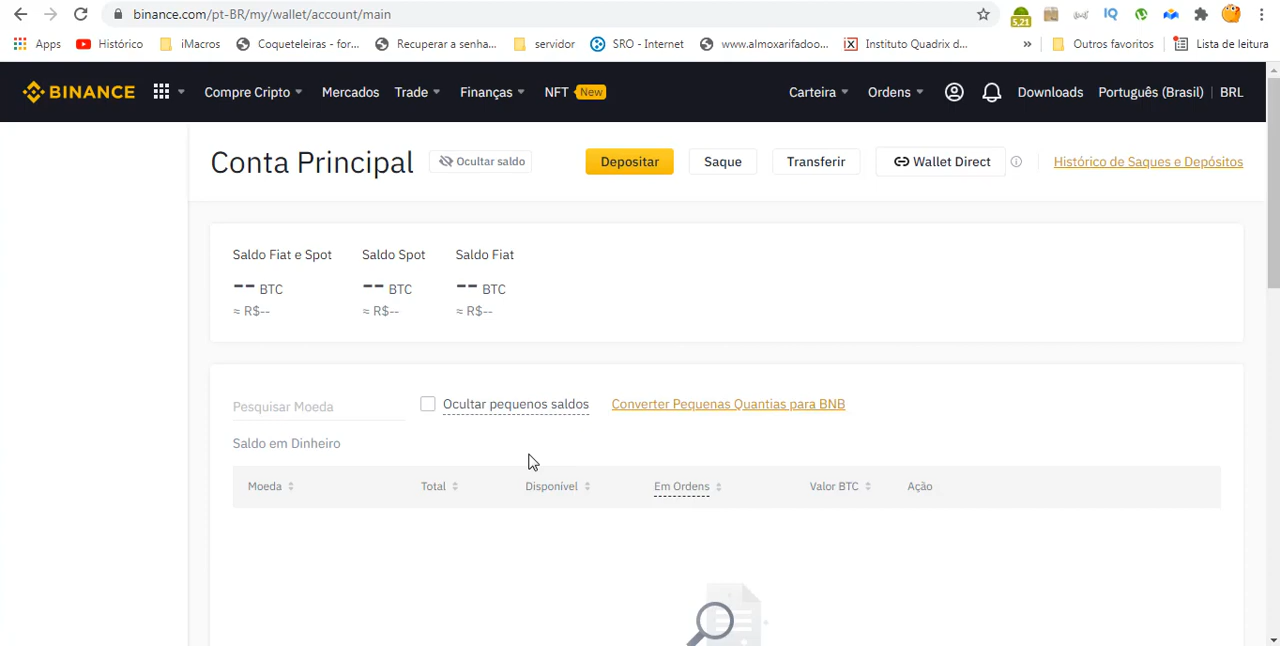 binance.com/pt-BR/my/wallet/account/main
5,21
IQ
Apps Histórico iMacros Coqueteleiras - for... Recuperar a senha... servidor SRO - Internet www.almoxarifadoo... Instituto Quadrix d... » Outros favoritos Lista de leitura
BINANCE Compre Cripto Mercados Trade Finanças NFT New Carteira Ordens Downloads Português (Brasil) | BRL
Conta Principal Ocultar saldo Depositar Saque Transferir Wallet Direct Histórico de Saques e Depósitos
Saldo Fiat e Spot Saldo Spot Saldo Fiat
-- BTC -- BTC -- BTC
≈ R$-- ≈ R$-- ≈ R$--
Pesquisar Moeda Ocultar pequenos saldos Converter Pequenas Quantias para BNB
Saldo em Dinheiro
Moeda Total Disponível Em Ordens Valor BTC Ação